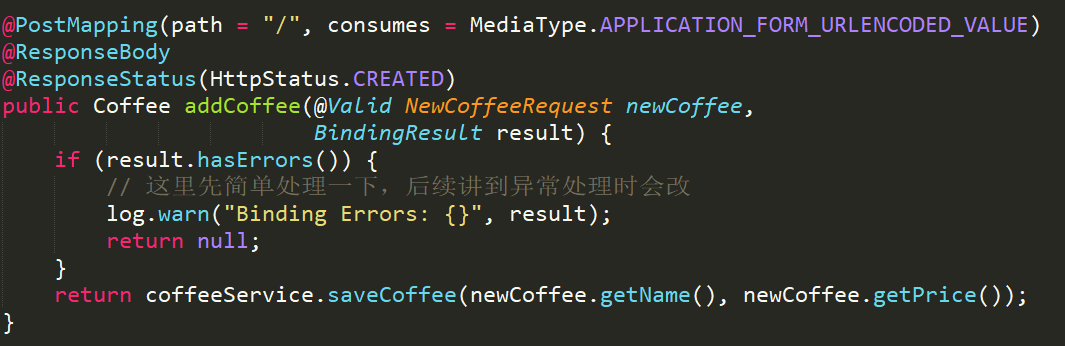 @PostMapping(path = "/", consumes = MediaType.APPLICATION_FORM_URLENCODED_VALUE)
@ResponseBody
@ResponseStatus(HttpStatus.CREATED)
public Coffee addCoffee(@Valid NewCoffeeRequest newCoffee,
                        BindingResult result) {
    if (result.hasErrors()) {
        // 这里先简单处理一下，后续讲到异常处理时会改
        log.warn("Binding Errors: {}", result);
        return null;
    }
    return coffeeService.saveCoffee(newCoffee.getName(), newCoffee.getPrice());
}